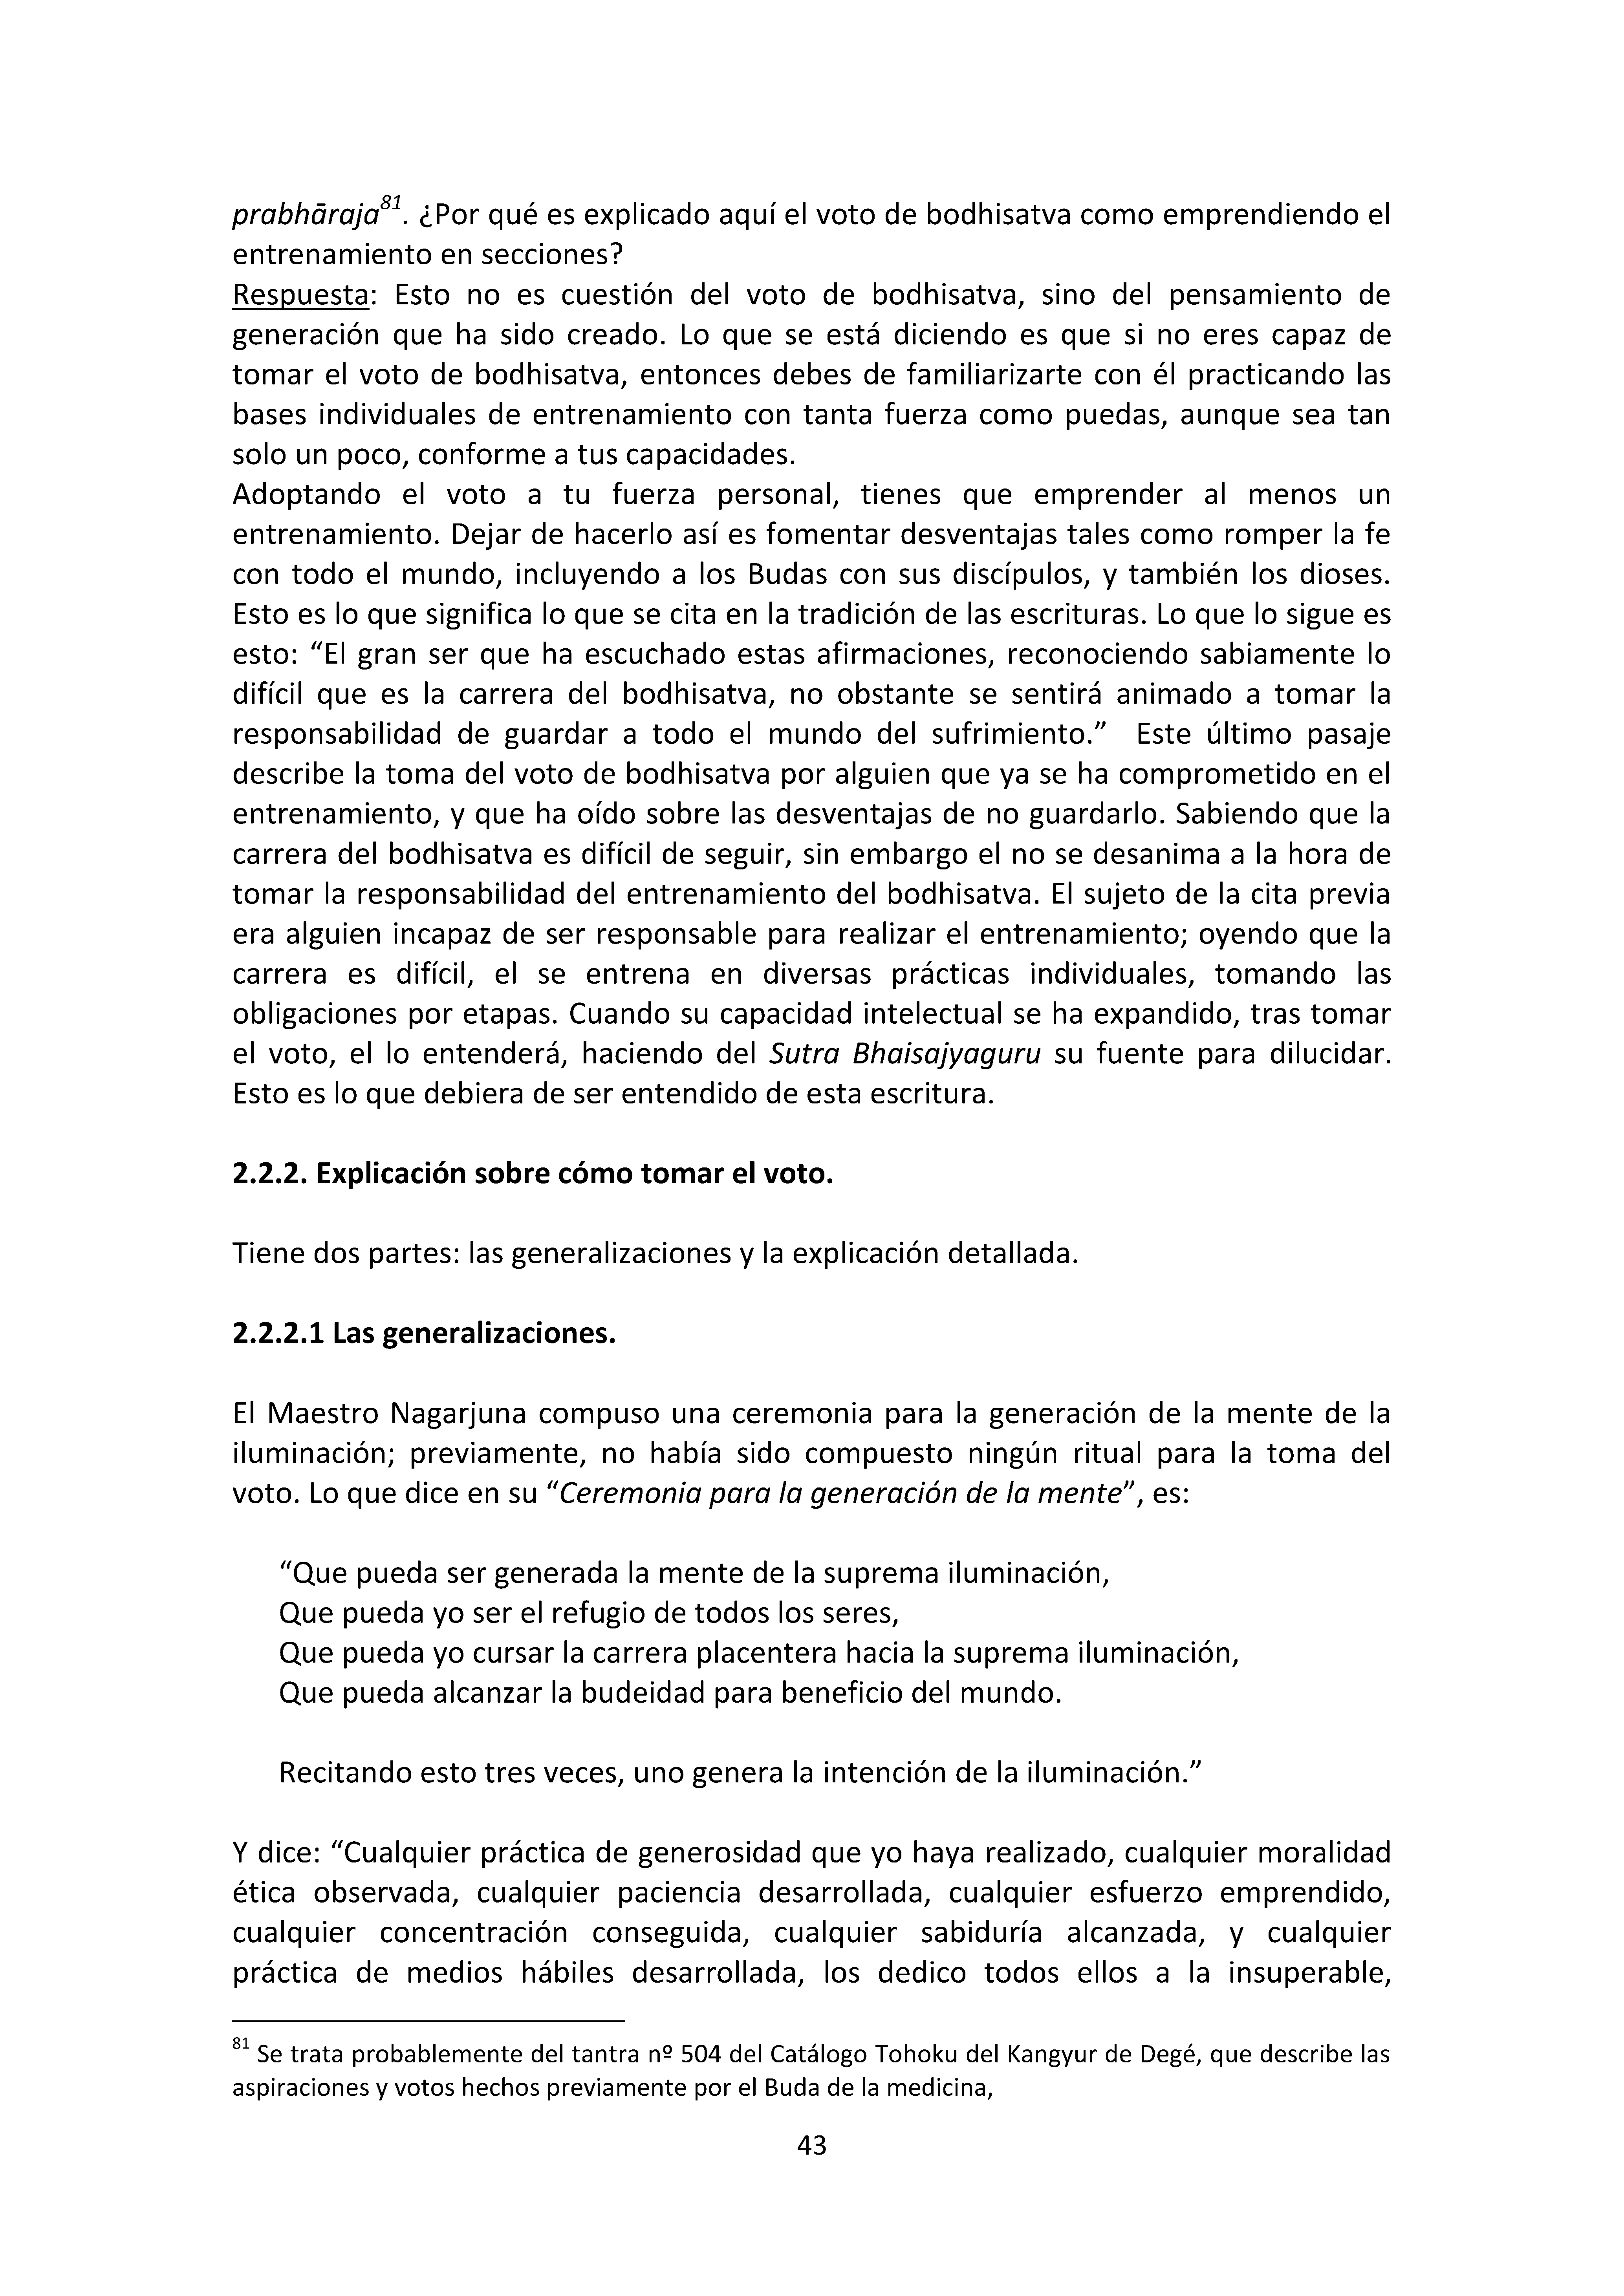 prabhāraja81. ¿Por qué es explicado aquí el voto de bodhisatva como emprendiendo el
entrenamiento en secciones?
Respuesta: Esto no es cuestión del voto de bodhisatva, sino del pensamiento de
generación que ha sido creado. Lo que se está diciendo es que si no eres capaz de
tomar el voto de bodhisatva, entonces debes de familiarizarte con él practicando las
bases individuales de entrenamiento con tanta fuerza como puedas, aunque sea tan
solo un poco, conforme a tus capacidades.
Adoptando el voto a tu fuerza personal, tienes que emprender al menos un
entrenamiento. Dejar de hacerlo así es fomentar desventajas tales como romper la fe
con todo el mundo, incluyendo a los Budas con sus discípulos, y también los dioses.
Esto es lo que significa lo que se cita en la tradición de las escrituras. Lo que lo sigue es
esto: “El gran ser que ha escuchado estas afirmaciones, reconociendo sabiamente lo
difícil que es la carrera del bodhisatva, no obstante se sentirá animado a tomar la
responsabilidad de guardar a todo el mundo del sufrimiento.”  Este último pasaje
describe la toma del voto de bodhisatva por alguien que ya se ha comprometido en el
entrenamiento, y que ha oído sobre las desventajas de no guardarlo. Sabiendo que la
carrera del bodhisatva es difícil de seguir, sin embargo el no se desanima a la hora de
tomar la responsabilidad del entrenamiento del bodhisatva. El sujeto de la cita previa
era alguien incapaz de ser responsable para realizar el entrenamiento; oyendo que la
carrera es difícil, el se entrena en diversas prácticas individuales, tomando las
obligaciones por etapas. Cuando su capacidad intelectual se ha expandido, tras tomar
el voto, el lo entenderá, haciendo del Sutra Bhaisajyaguru su fuente para dilucidar.
Esto es lo que debiera de ser entendido de esta escritura.
2.2.2. Explicación sobre cómo tomar el voto.
Tiene dos partes: las generalizaciones y la explicación detallada.
2.2.2.1 Las generalizaciones.
El Maestro Nagarjuna compuso una ceremonia para la generación de la mente de la
iluminación; previamente, no había sido compuesto ningún ritual para la toma del
voto. Lo que dice en su “Ceremonia para la generación de la mente”, es:
“Que pueda ser generada la mente de la suprema iluminación,
Que pueda yo ser el refugio de todos los seres,
Que pueda yo cursar la carrera placentera hacia la suprema iluminación,
Que pueda alcanzar la budeidad para beneficio del mundo.
Recitando esto tres veces, uno genera la intención de la iluminación.”
Y dice: “Cualquier práctica de generosidad que yo haya realizado, cualquier moralidad
ética observada, cualquier paciencia desarrollada, cualquier esfuerzo emprendido,
cualquier concentración conseguida, cualquier sabiduría alcanzada, y cualquier
práctica de medios hábiles desarrollada, los dedico todos ellos a la insuperable,
81 Se trata probablemente del tantra nº 504 del Catálogo Tohoku del Kangyur de Degé, que describe las
aspiraciones y votos hechos previamente por el Buda de la medicina,
43